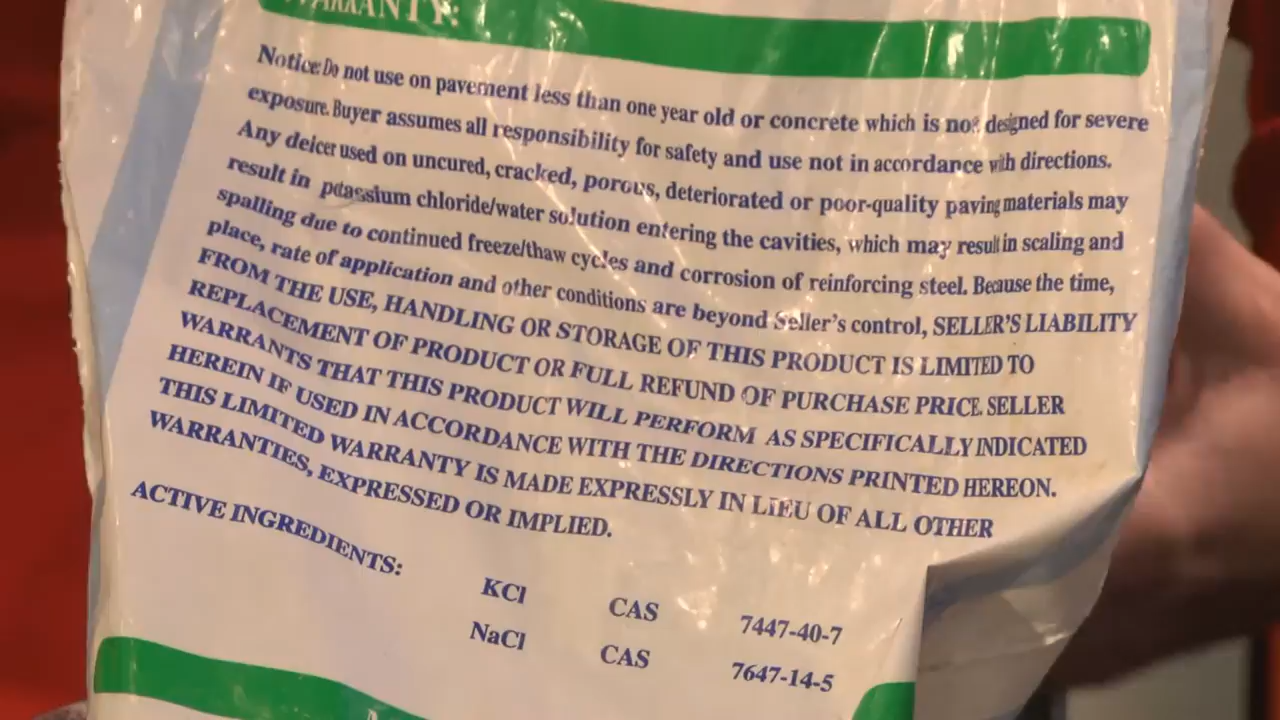 WARRANTY:
Notice: Do not use on pavement less than one year old or concrete which is not designed for severe
exposure. Buyer assumes all responsibility for safety and use not in accordance with directions.
Any deicer used on uncured, cracked, porous, deteriorated or poor-quality paving materials may
result in potassium chloride/water solution entering the cavities, which may result in scaling and
spalling due to continued freeze/thaw cycles and corrosion of reinforcing steel. Because the time,
place, rate of application and other conditions are beyond Seller's control, SELLER'S LIABILITY
FROM THE USE, HANDLING OR STORAGE OF THIS PRODUCT IS LIMITED TO
REPLACEMENT OF PRODUCT OR FULL REFUND OF PURCHASE PRICE. SELLER
WARRANTS THAT THIS PRODUCT WILL PERFORM AS SPECIFICALLY INDICATED
HEREIN IF USED IN ACCORDANCE WITH THE DIRECTIONS PRINTED HEREON.
THIS LIMITED WARRANTY IS MADE EXPRESSLY IN LIEU OF ALL OTHER
WARRANTIES, EXPRESSED OR IMPLIED.
ACTIVE INGREDIENTS:
KCl CAS 7447-40-7
NaCl CAS 7647-14-5